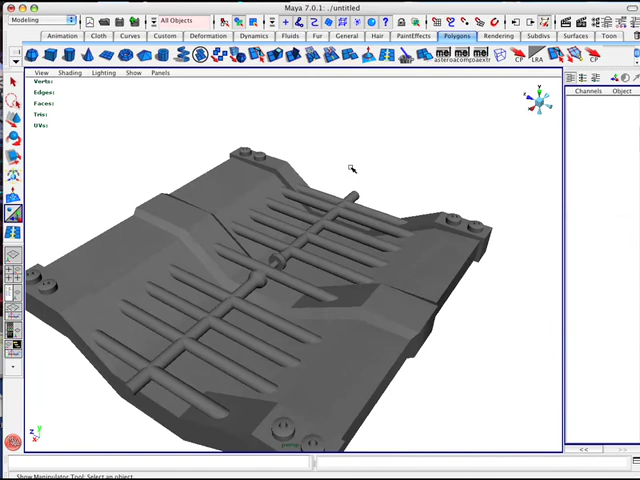 Maya 7.0.1: ./untitled
Modeling
All Objects
Animation Cloth Curves Custom Deformation Dynamics Fluids Fur General Hair PaintEffects Polygons Rendering Subdivs Surfaces Toon
mel mel mel CP LRA CP
View Shading Lighting Show Panels
Channels Object
Verts:
Edges:
Faces:
Tris:
UVs:
persp
<< >>
Show Manipulator Tool: Select an object.